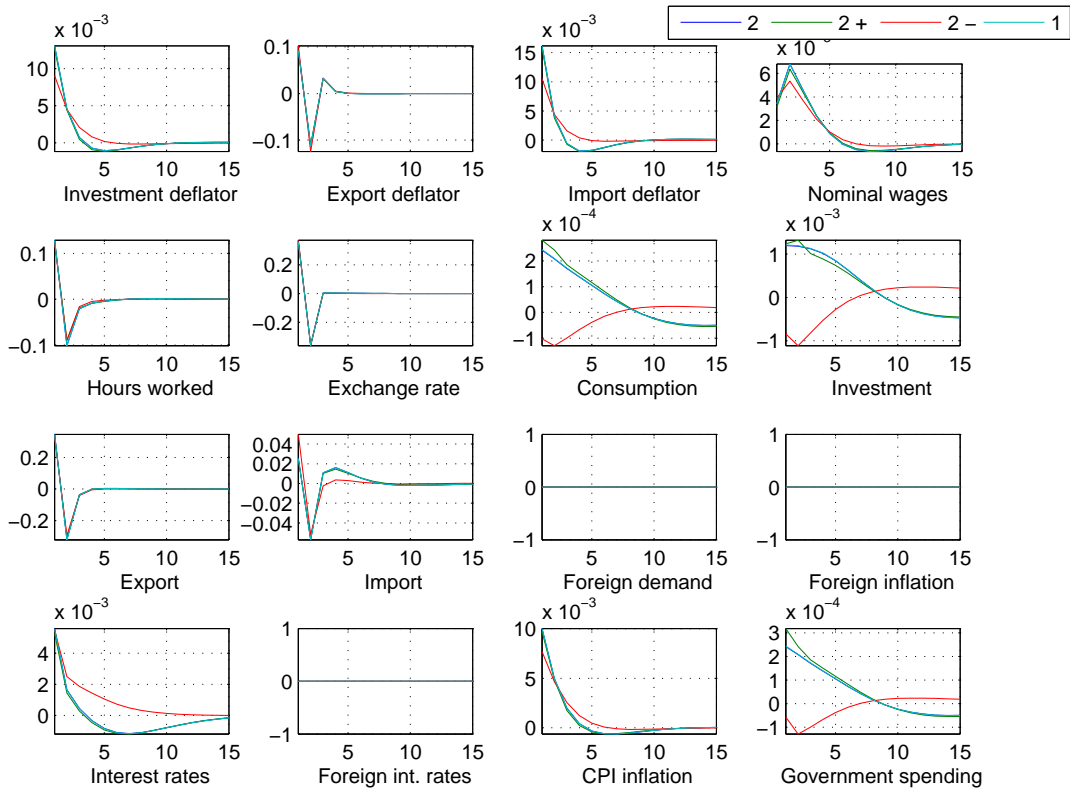 2 2 + 2 − 1
x 10⁻³
10
5
0
5 10 15
Investment deflator
0.1
0
−0.1
5 10 15
Export deflator
x 10⁻³
15
10
5
0
5 10 15
Import deflator
6
4
2
0
5 10 15
Nominal wages
0.1
0
−0.1
5 10 15
Hours worked
0.2
0
−0.2
5 10 15
Exchange rate
x 10⁻⁴
2
0
−1
5 10 15
Consumption
x 10⁻³
1
0
−1
5 10 15
Investment
0.2
0
−0.2
5 10 15
Export
0.04
0.02
0
−0.02
−0.04
5 10 15
Import
1
0
−1
5 10 15
Foreign demand
1
0
−1
5 10 15
Foreign inflation
x 10⁻³
4
2
0
5 10 15
Interest rates
1
0
−1
5 10 15
Foreign int. rates
x 10⁻³
10
5
0
5 10 15
CPI inflation
x 10⁻⁴
3
2
1
0
−1
5 10 15
Government spending